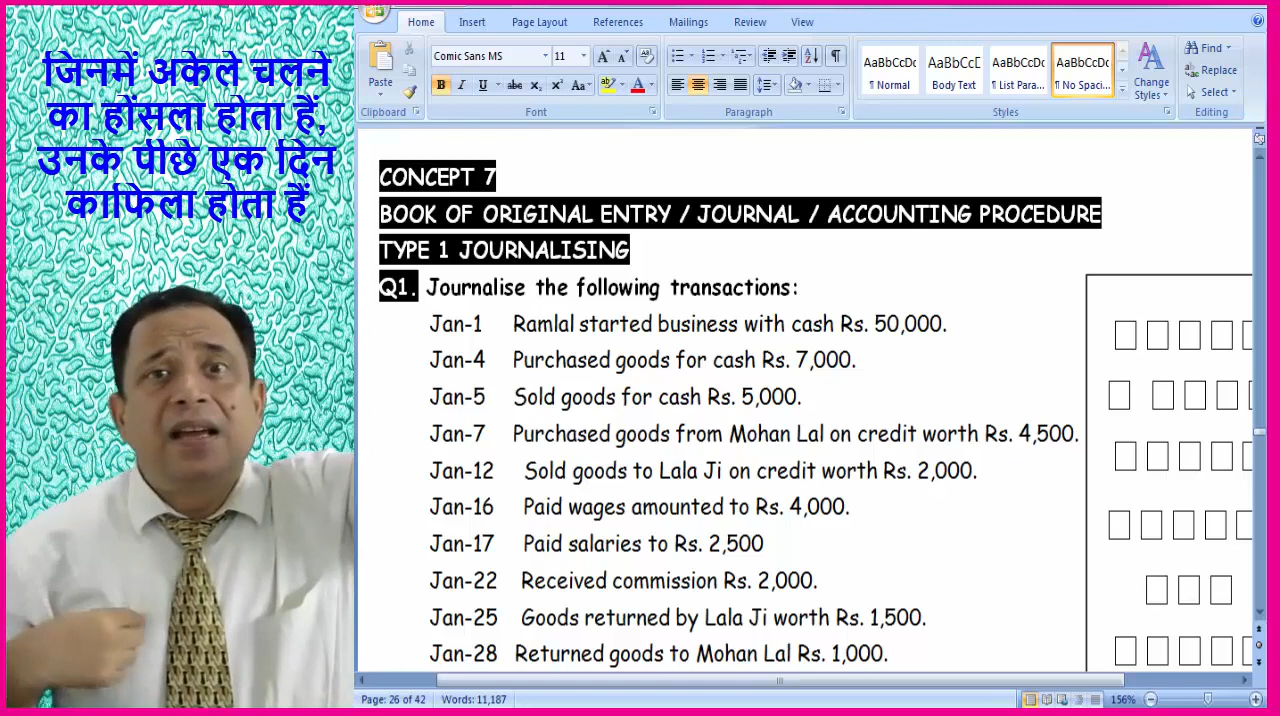 जिनमें अकेले चलने
का होंसला होता हैं,
उनके पीछे एक दिन
काफिला होता हैं
Home Insert Page Layout References Mailings Review View
Paste
Clipboard
Comic Sans MS 11
B I U abc x₂ x² Aa A
Font
Paragraph
AaBbCcDc AaBbCcD AaBbCcDc AaBbCcDc
¶ Normal Body Text ¶ List Para... ¶ No Spaci...
Change
Styles
Styles
Find
Replace
Select
Editing
CONCEPT 7
BOOK OF ORIGINAL ENTRY / JOURNAL / ACCOUNTING PROCEDURE
TYPE 1 JOURNALISING
Q1. Journalise the following transactions:
Jan-1 Ramlal started business with cash Rs. 50,000.
Jan-4 Purchased goods for cash Rs. 7,000.
Jan-5 Sold goods for cash Rs. 5,000.
Jan-7 Purchased goods from Mohan Lal on credit worth Rs. 4,500.
Jan-12 Sold goods to Lala Ji on credit worth Rs. 2,000.
Jan-16 Paid wages amounted to Rs. 4,000.
Jan-17 Paid salaries to Rs. 2,500
Jan-22 Received commission Rs. 2,000.
Jan-25 Goods returned by Lala Ji worth Rs. 1,500.
Jan-28 Returned goods to Mohan Lal Rs. 1,000.
Page: 26 of 42 Words: 11,187 156%